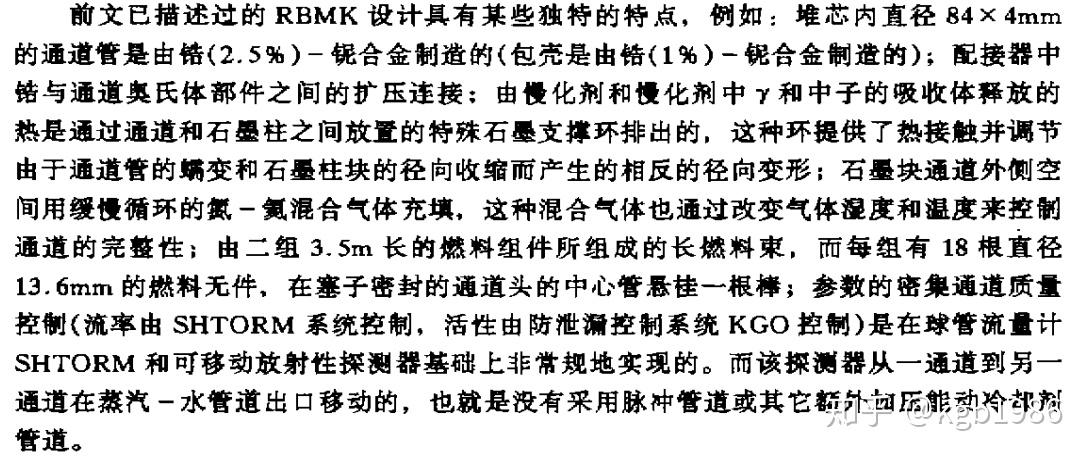 前文已描述过的 RBMK 设计具有某些独特的特点，例如：堆芯内直径 84×4mm
的通道管是由锆(2.5%)－铌合金制造的(包壳是由锆(1%)－铌合金制造的)；配接器中
锆与通道奥氏体部件之间的扩压连接；由慢化剂和慢化剂中 γ 和中子的吸收体释放的
热是通过通道和石墨柱之间放置的特殊石墨支撑环排出的，这种环提供了热接触并调节
由于通道管的蠕变和石墨柱块的径向收缩而产生的相反的径向变形；石墨块通道外侧空
间用缓慢循环的氮－氦混合气体充填，这种混合气体也通过改变气体湿度和温度来控制
通道的完整性；由二组 3.5m 长的燃料组件所组成的长燃料束，而每组有 18 根直径
13.6mm 的燃料无件，在塞子密封的通道头的中心管悬挂一根棒；参数的密集通道质量
控制(流率由 SHTORM 系统控制，活性由防泄漏控制系统 KGO 控制)是在球管流量计
SHTORM 和可移动放射性探测器基础上非常规地实现的。而该探测器从一通道到另一
通道在蒸汽－水管道出口移动的，也就是没有采用脉冲管道或其它额外加压能动冷却剂
管道。
知乎 @kgb1986